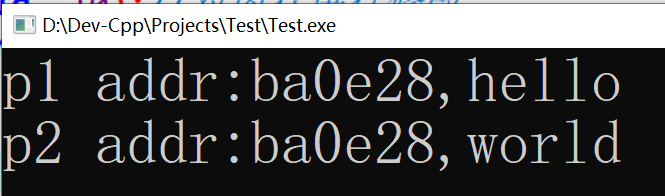 D:\Dev-Cpp\Projects\Test\Test.exe
p1 addr:ba0e28,hello
p2 addr:ba0e28,world